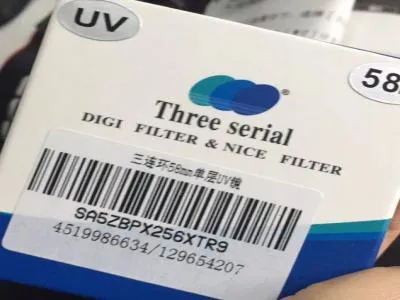 UV
58
®
Three serial
DIGI FILTER & NICE FILTER
三连环58mm单层UV镜
SA5ZBPX256XTR9
4519986634/129654207